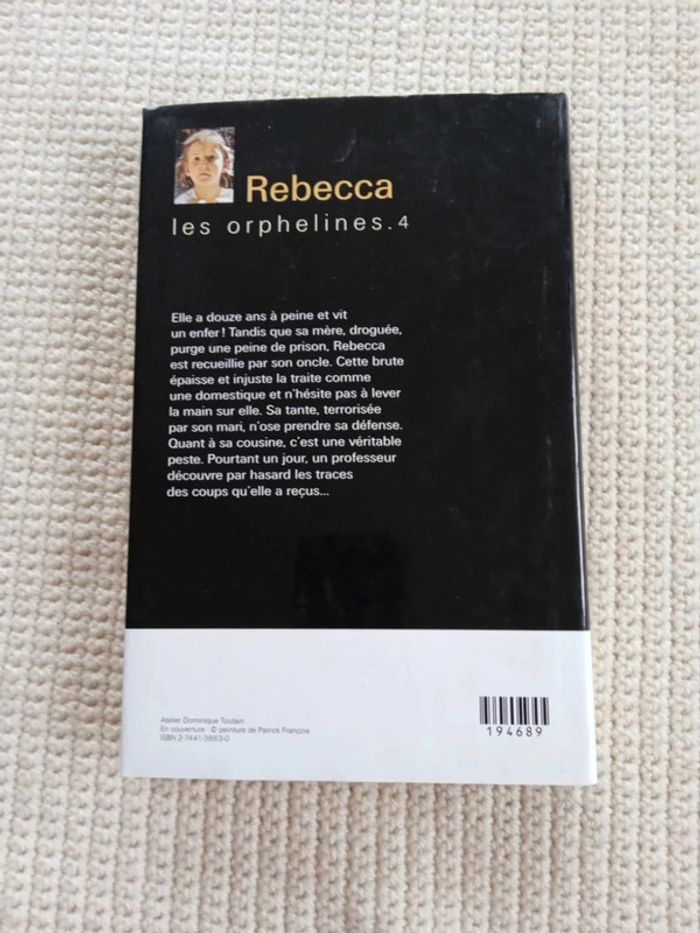 Rebecca
les orphelines.4
Elle a douze ans à peine et vit
un enfer ! Tandis que sa mère, droguée,
purge une peine de prison, Rebecca
est recueillie par son oncle. Cette brute
épaisse et injuste la traite comme
une domestique et n'hésite pas à lever
la main sur elle. Sa tante, terrorisée
par son mari, n'ose prendre sa défense.
Quant à sa cousine, c'est une véritable
peste. Pourtant un jour, un professeur
découvre par hasard les traces
des coups qu'elle a reçus...
Atelier Dominique Toutain
En couverture : © peinture de Patrick François
ISBN 2-7441-3863-0
194689